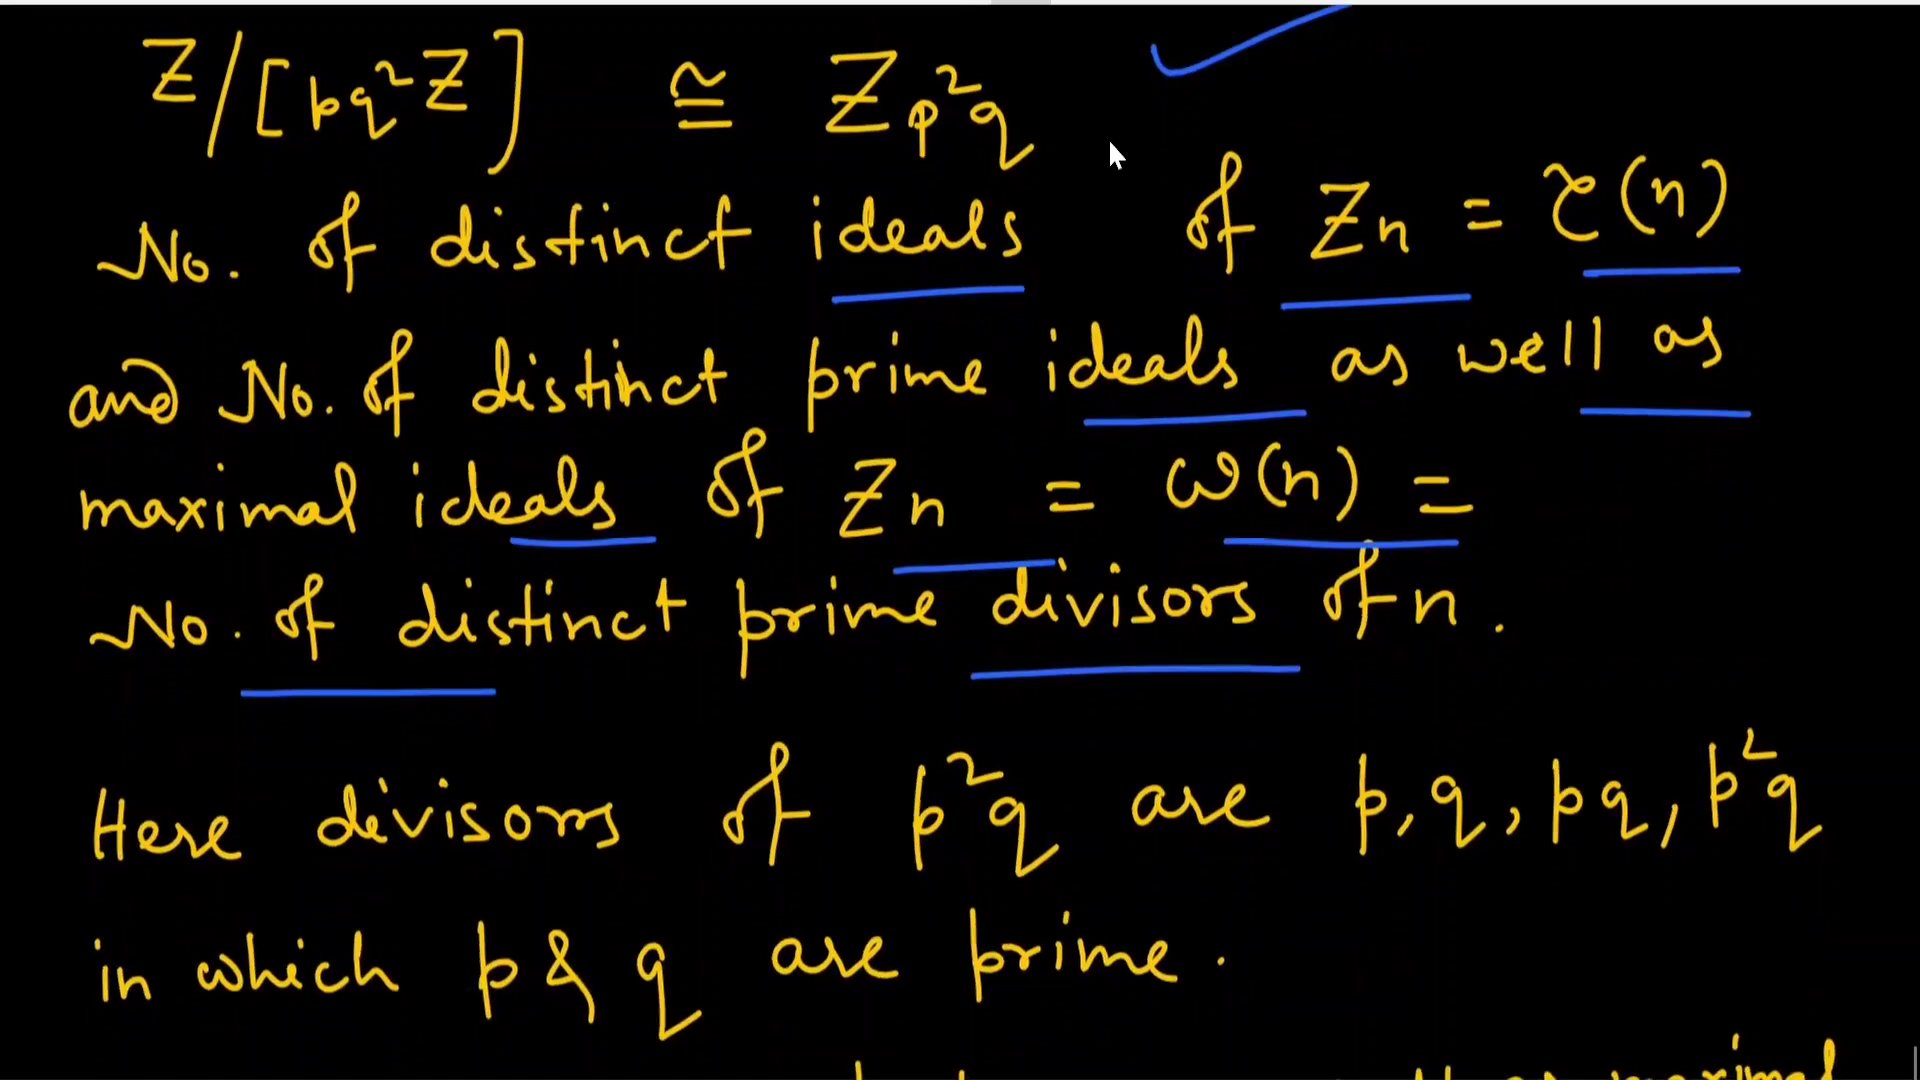 Z/[pq²Z] ≅ Z p²q
No. of distinct ideals of Zn = τ(n)
and No. of distinct prime ideals as well as
maximal ideals of Zn = ω(n) =
No. of distinct prime divisors of n.
Here divisors of p²q are p, q, pq, p²q
in which p & q are prime.
maximal